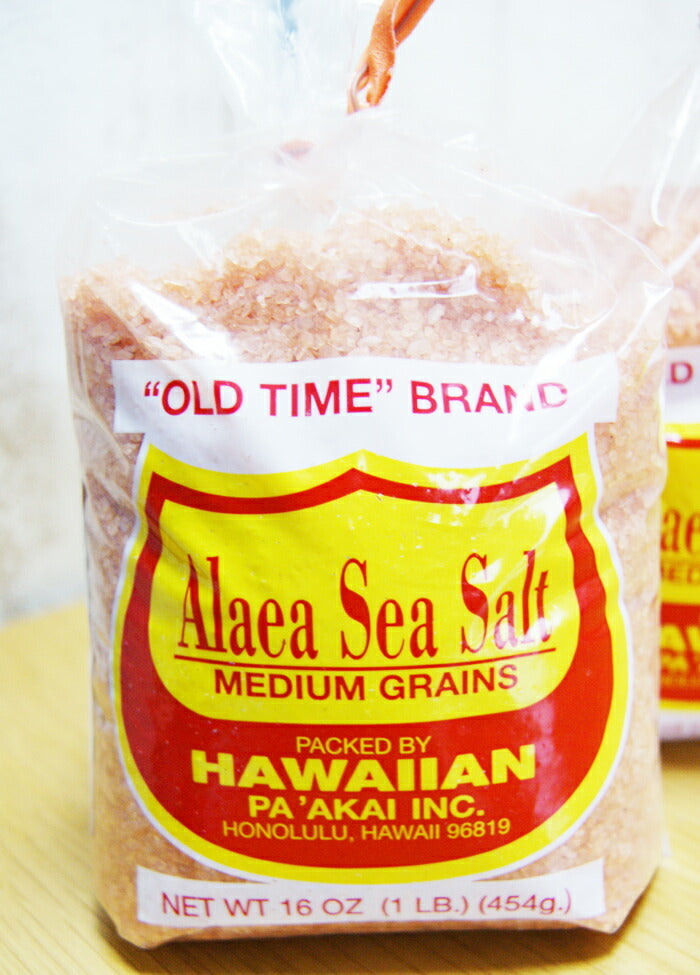 “OLD TIME” BRAND
Alaea Sea Salt
MEDIUM GRAINS
PACKED BY
HAWAIIAN
PA'AKAI INC.
HONOLULU, HAWAII 96819
NET WT 16 OZ (1 LB.) (454g.)